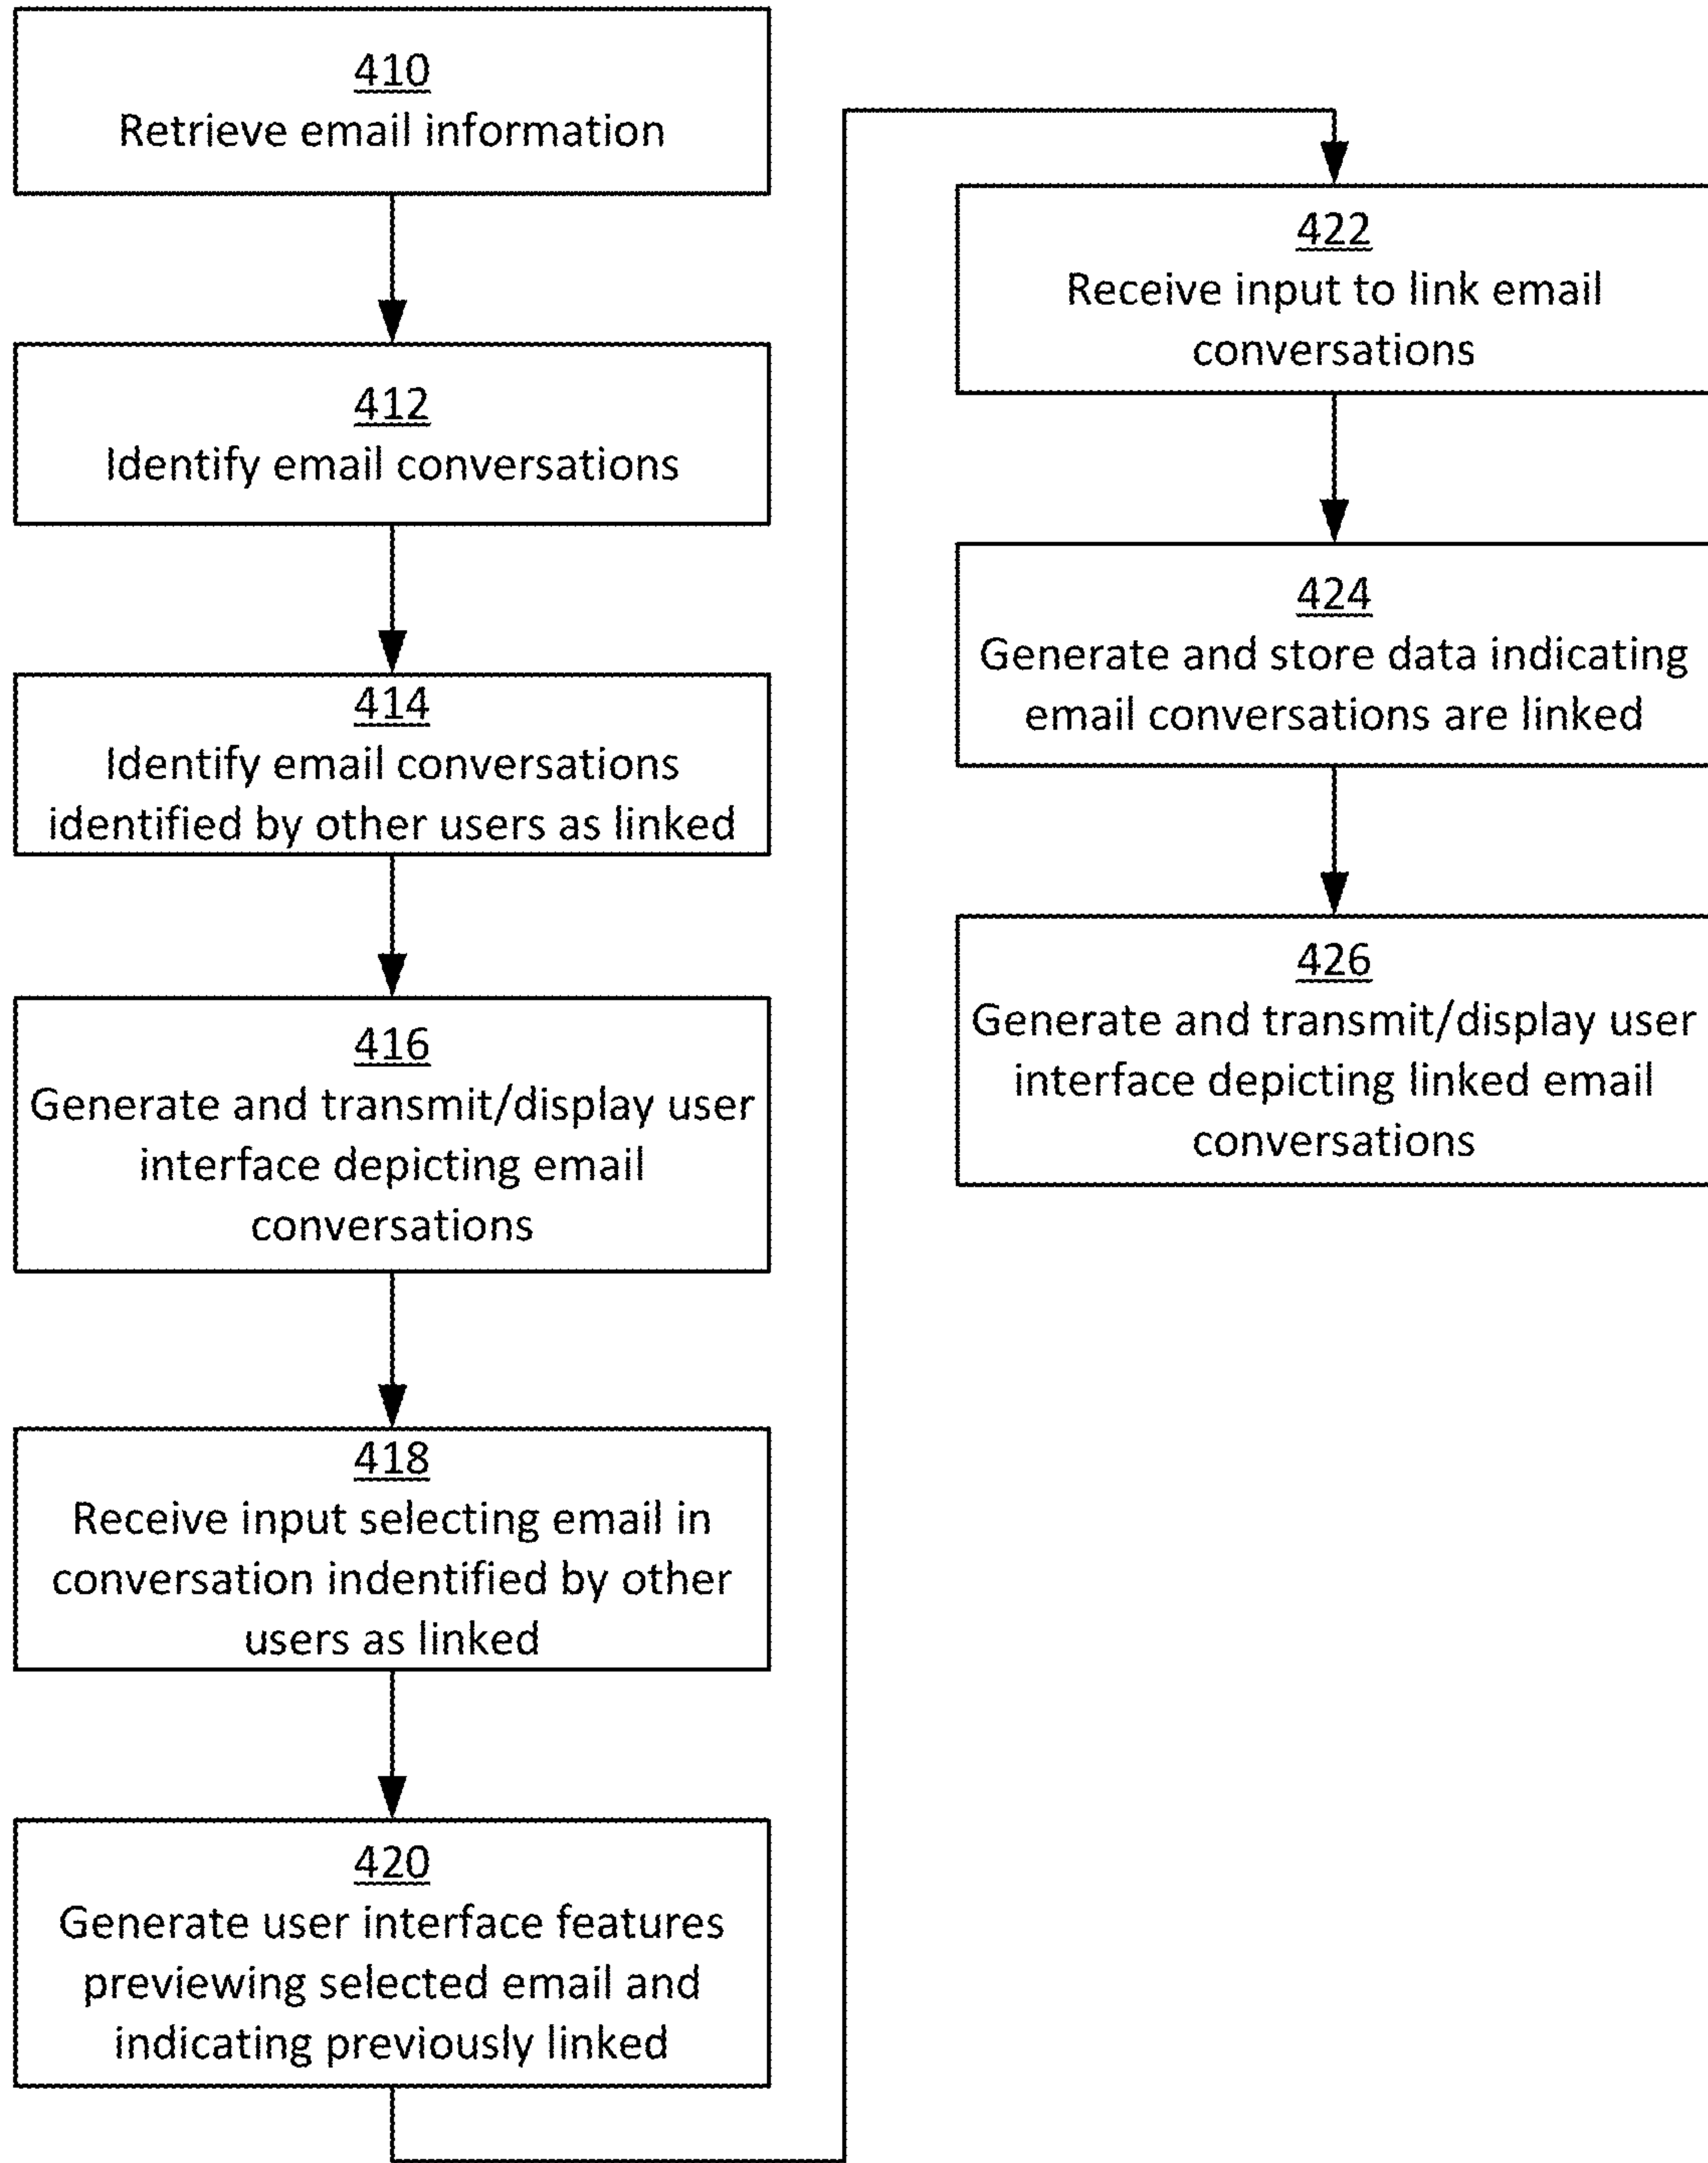 410
Retrieve email information
412
Identify email conversations
414
Identify email conversations
identified by other users as linked
416
Generate and transmit/display user
interface depicting email
conversations
418
Receive input selecting email in
conversation indentified by other
users as linked
420
Generate user interface features
previewing selected email and
indicating previously linked
422
Receive input to link email
conversations
424
Generate and store data indicating
email conversations are linked
426
Generate and transmit/display user
interface depicting linked email
conversations